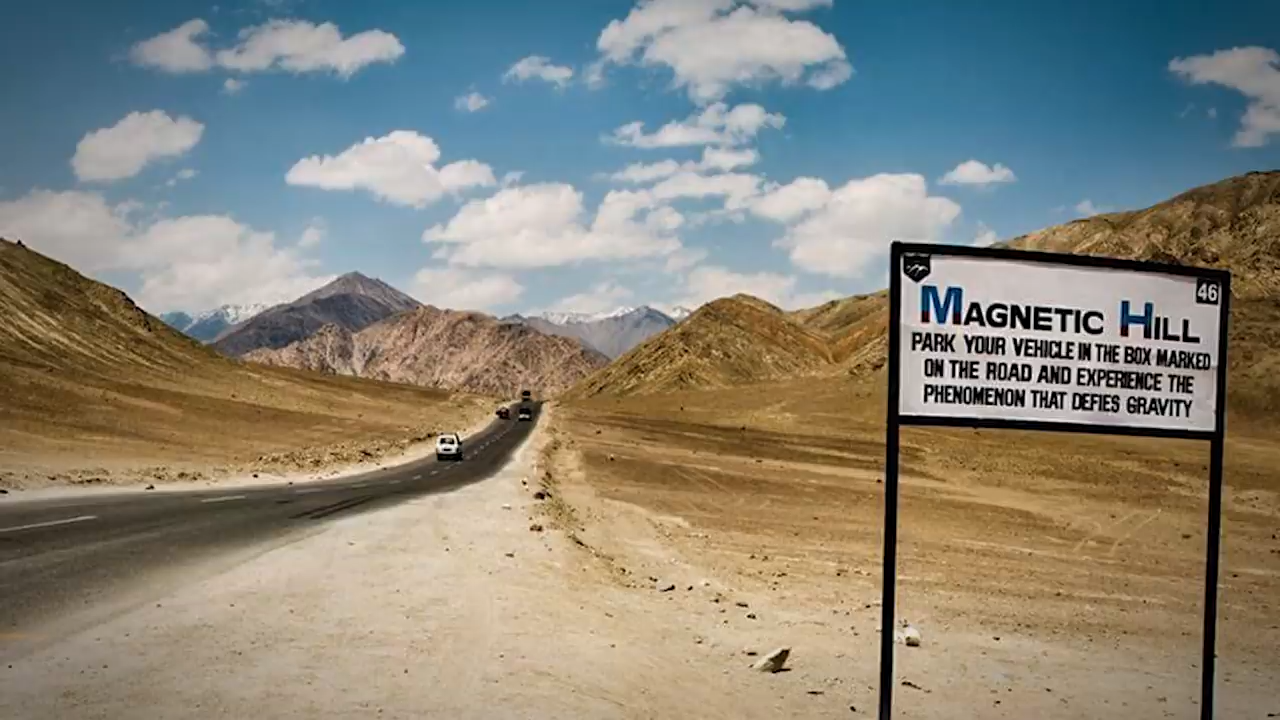 46
MAGNETIC HILL
PARK YOUR VEHICLE IN THE BOX MARKED
ON THE ROAD AND EXPERIENCE THE
PHENOMENON THAT DEFIES GRAVITY